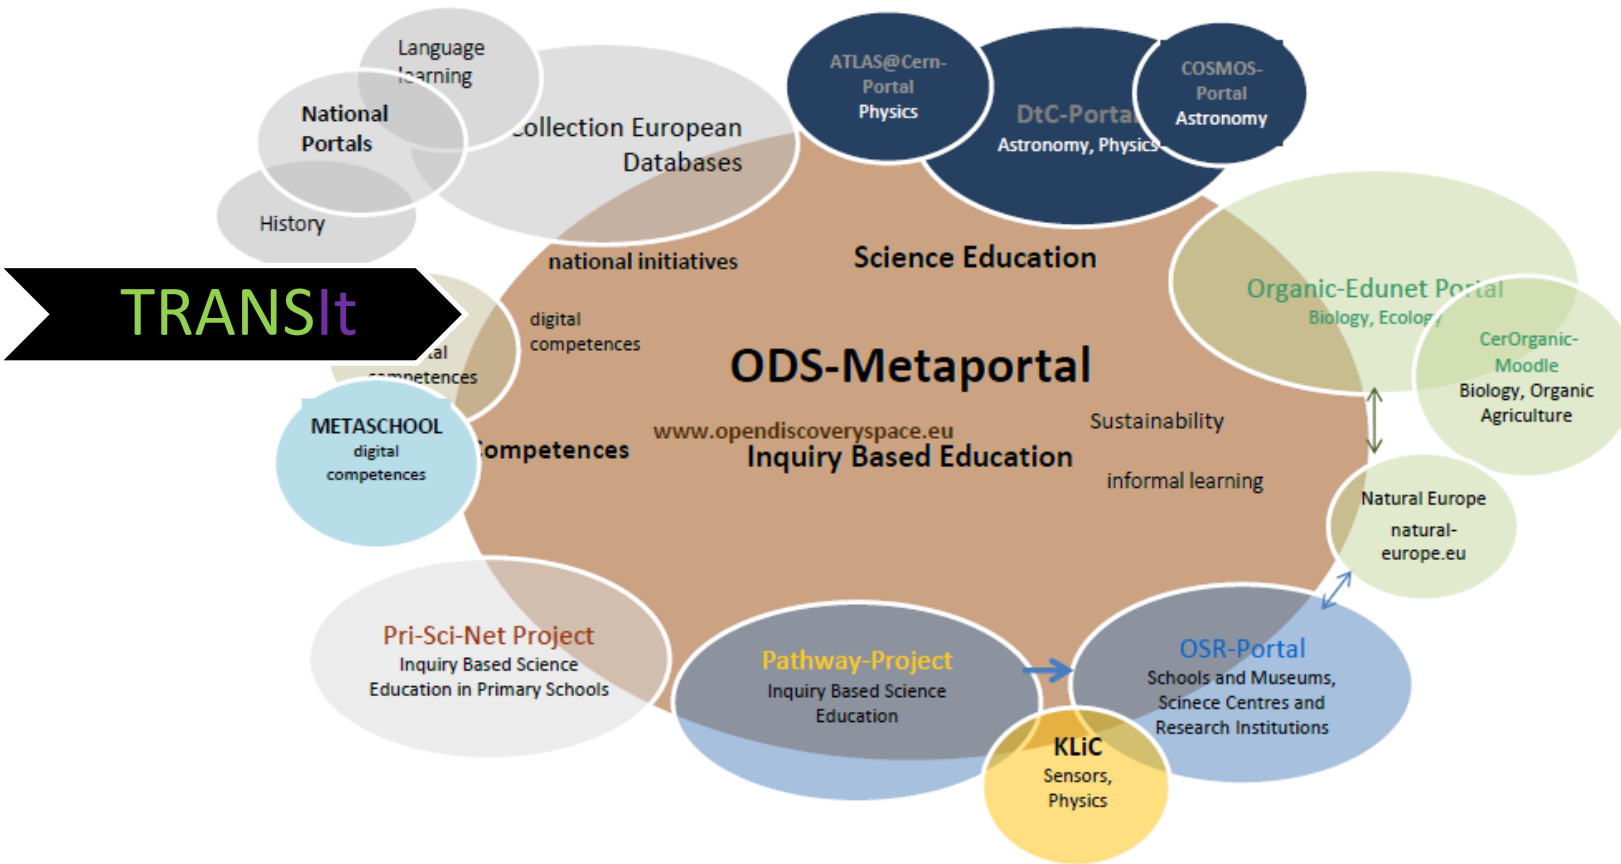 Language
learning
National
Portals
History
Collection European
Databases
ATLAS@Cern-
Portal
Physics
DtC-Portal
Astronomy, Physics
COSMOS-
Portal
Astronomy
national initiatives
Science Education
Organic-Edunet Portal
Biology, Ecology
CerOrganic-
Moodle
Biology, Organic
Agriculture
TRANSIt
tal
competences
digital
competences
ODS-Metaportal
www.opendiscoveryspace.eu
Sustainability
METASCHOOL
digital
competences
Competences
Inquiry Based Education
informal learning
Natural Europe
natural-
europe.eu
Pri-Sci-Net Project
Inquiry Based Science
Education in Primary Schools
Pathway-Project
Inquiry Based Science
Education
OSR-Portal
Schools and Museums,
Scinece Centres and
Research Institutions
KLiC
Sensors,
Physics